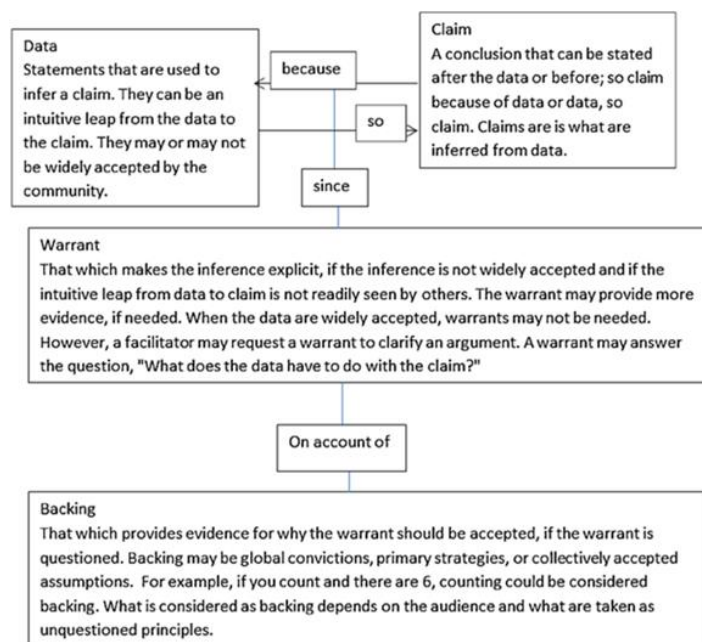 Data
Statements that are used to
infer a claim. They can be an
intuitive leap from the data to
the claim. They may or may not
be widely accepted by the
community.
because
so
Claim
A conclusion that can be stated
after the data or before; so claim
because of data or data, so
claim. Claims are is what are
inferred from data.
since
Warrant
That which makes the inference explicit, if the inference is not widely accepted and if the
intuitive leap from data to claim is not readily seen by others. The warrant may provide more
evidence, if needed. When the data are widely accepted, warrants may not be needed.
However, a facilitator may request a warrant to clarify an argument. A warrant may answer
the question, "What does the data have to do with the claim?"
On account of
Backing
That which provides evidence for why the warrant should be accepted, if the warrant is
questioned. Backing may be global convictions, primary strategies, or collectively accepted
assumptions. For example, if you count and there are 6, counting could be considered
backing. What is considered as backing depends on the audience and what are taken as
unquestioned principles.